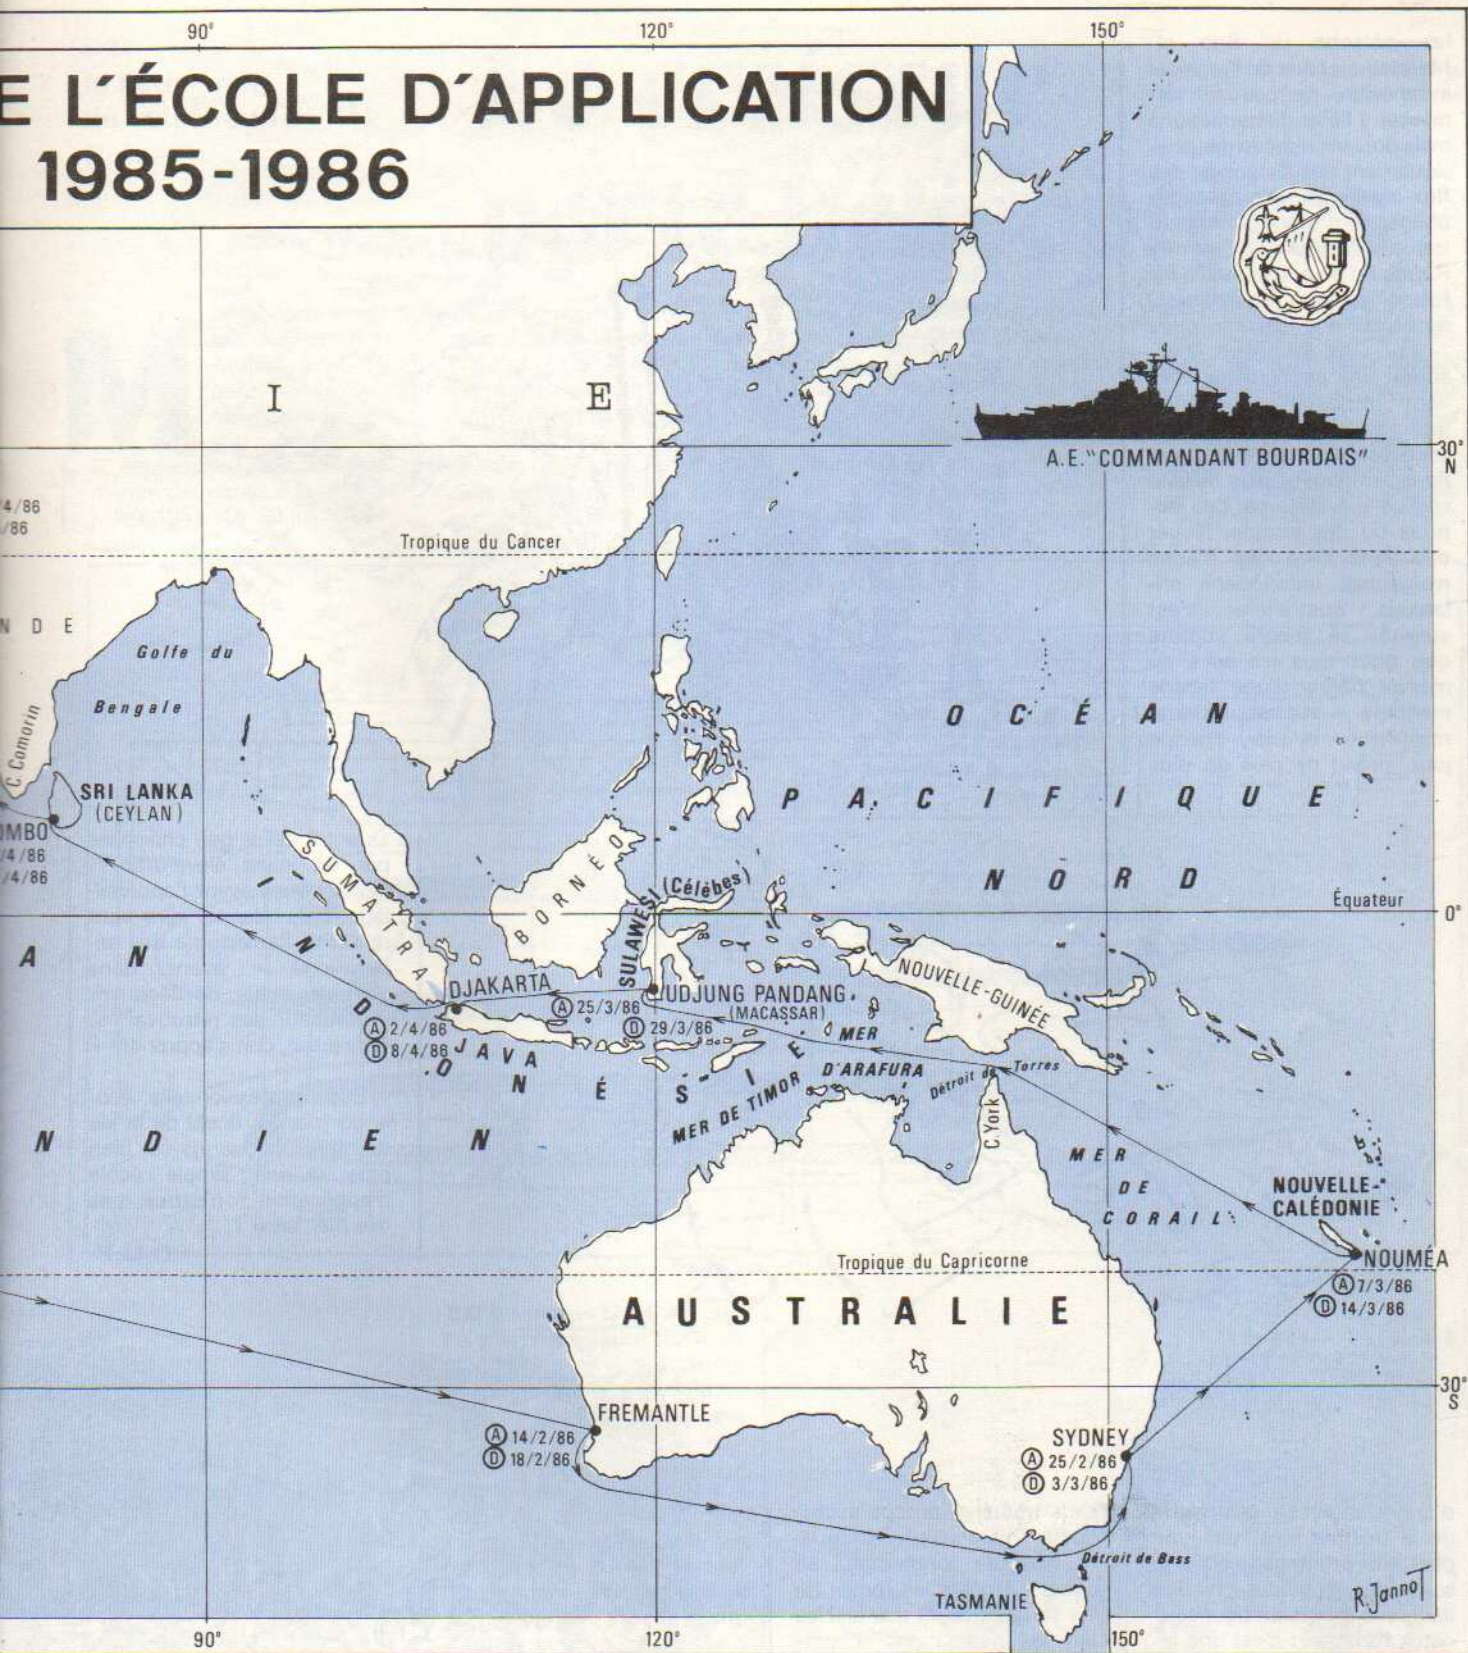 90° 120° 150°
E L'ÉCOLE D'APPLICATION
1985-1986
I E
A.E. "COMMANDANT BOURDAIS"
30°
N
4/86
/86
Tropique du Cancer
N D E
Golfe du
Bengale
C. Comorin
SRI LANKA
(CEYLAN)
OMBO
/4/86
/4/86
OCÉAN
PACIFIQUE
NORD
Équateur
0°
SUMATRA
BORNÉO
SULAWESI (Célèbes)
NOUVELLE-GUINÉE
AN
INDONÉSIE
DJAKARTA
A 2/4/86
D 8/4/86
JAVA
UDJUNG PANDANG
(MACASSAR)
A 25/3/86
D 29/3/86
MER
D'ARAFURA
MER DE TIMOR
Détroit de Torres
C. York
NDIEN
MER
DE
CORAIL
NOUVELLE-
CALÉDONIE
NOUMÉA
A 7/3/86
D 14/3/86
Tropique du Capricorne
AUSTRALIE
30°
S
FREMANTLE
A 14/2/86
D 18/2/86
SYDNEY
A 25/2/86
D 3/3/86
Détroit de Bass
TASMANIE
R. Jannot
90° 120° 150°